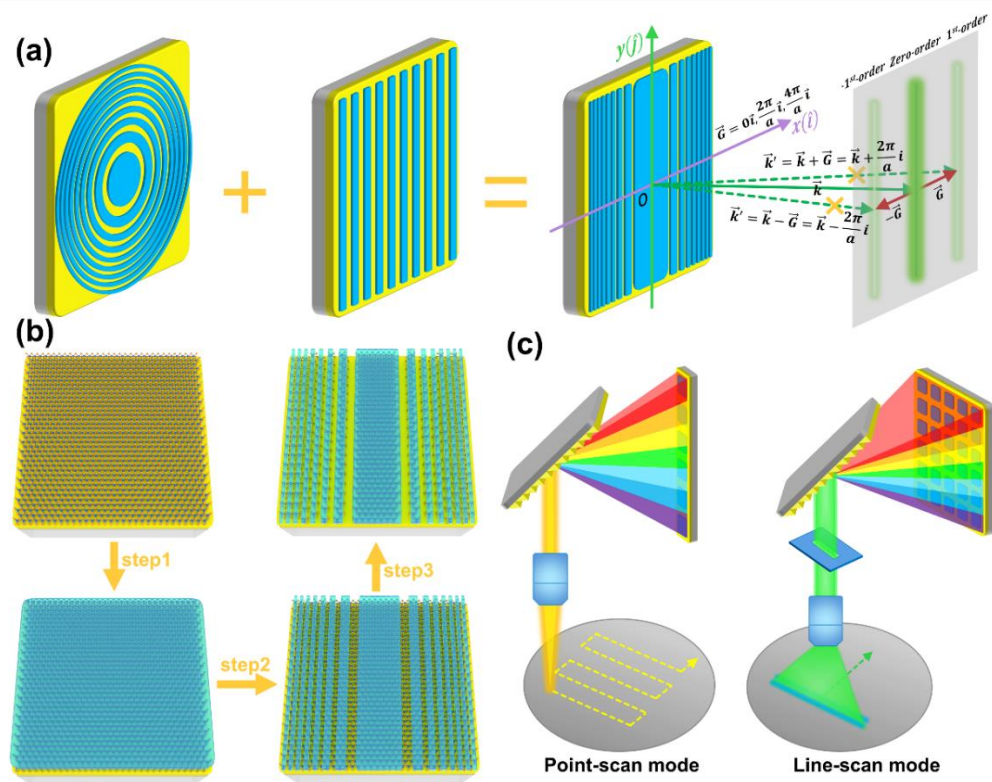 (a)
y(ĵ)
-1ˢᵗ-order Zero-order 1ˢᵗ-order
G⃗ = 0i⃗, 2π/a i⃗, 4π/a i⃗
x(î)
k⃗' = k⃗ + G⃗ = k⃗ + 2π/a i
O
k⃗
G⃗
-G⃗
k⃗' = k⃗ - G⃗ = k⃗ - 2π/a i
(b)
(c)
step1
step3
step2
Point-scan mode
Line-scan mode